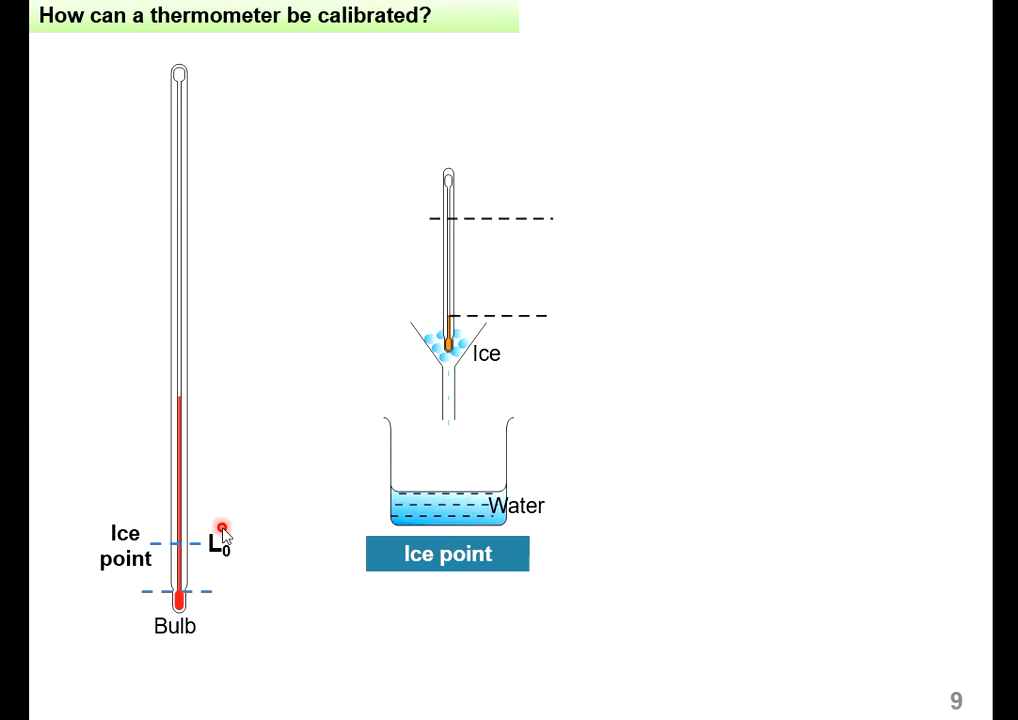 How can a thermometer be calibrated?
Ice
Water
Ice
point
L0
Ice point
Bulb
9